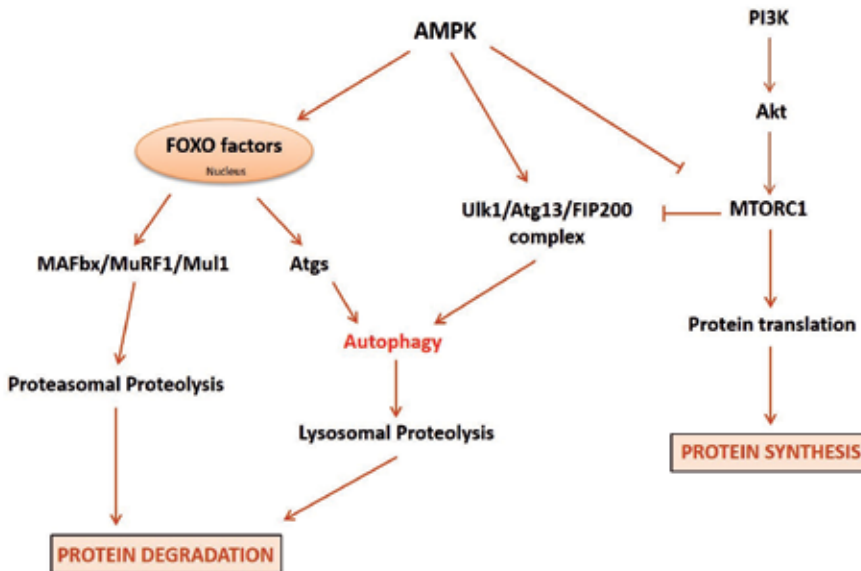 PI3K
AMPK
Akt
FOXO factors
Nucleus
Ulk1/Atg13/FIP200
complex
MTORC1
MAFbx/MuRF1/Mul1
Atgs
Autophagy
Protein translation
Proteasomal Proteolysis
Lysosomal Proteolysis
PROTEIN SYNTHESIS
PROTEIN DEGRADATION